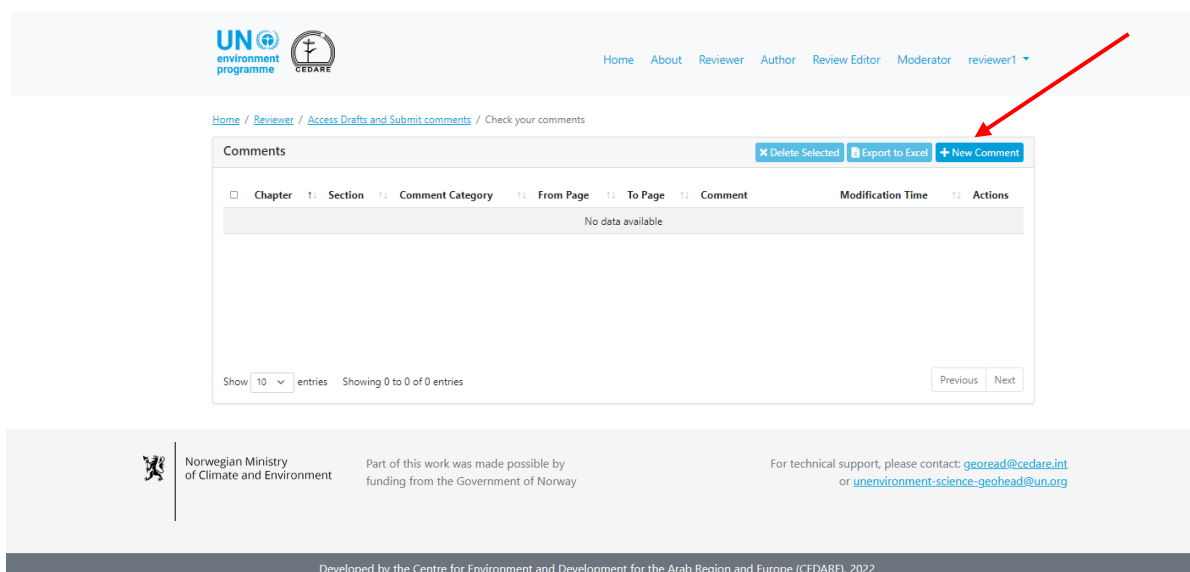 UN
environment
programme
CEDARE
Home About Reviewer Author Review Editor Moderator reviewer1
Home / Reviewer / Access Drafts and Submit comments / Check your comments
Comments
Delete Selected Export to Excel New Comment
Chapter Section Comment Category From Page To Page Comment Modification Time Actions
No data available
Show 10 entries Showing 0 to 0 of 0 entries
Previous Next
Norwegian Ministry
of Climate and Environment
Part of this work was made possible by
funding from the Government of Norway
For technical support, please contact: georead@cedare.int
or unenvironment-science-geohead@un.org
Developed by the Centre for Environment and Development for the Arab Region and Europe (CEDARE), 2022